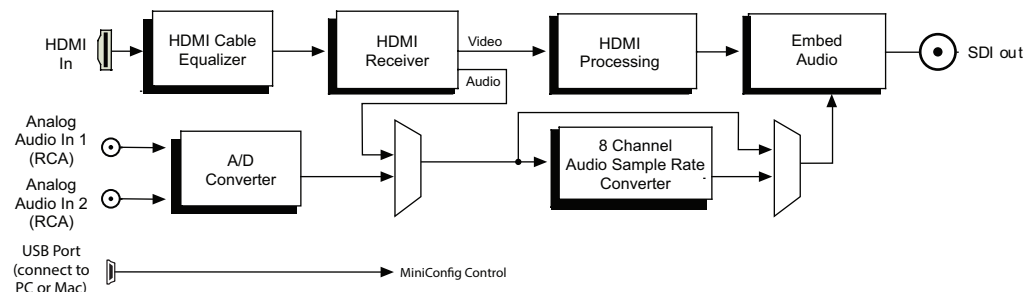 HDMI
In
HDMI Cable
Equalizer
HDMI
Receiver
Video
Audio
HDMI
Processing
Embed
Audio
SDI out
Analog
Audio In 1
(RCA)
Analog
Audio In 2
(RCA)
A/D
Converter
8 Channel
Audio Sample Rate
Converter
USB Port
(connect to
PC or Mac)
MiniConfig Control